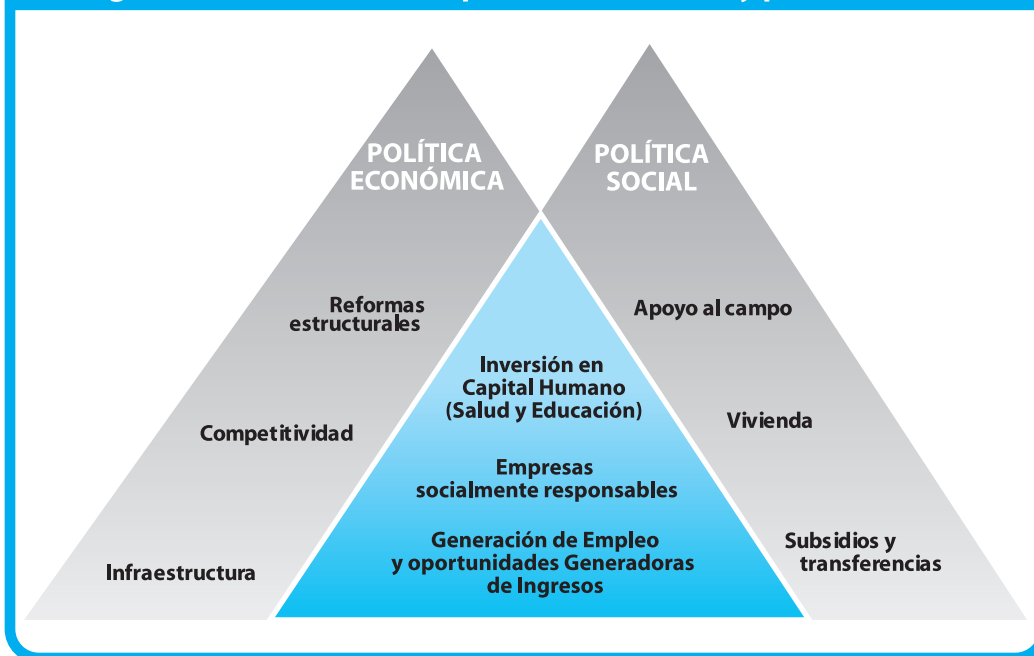 POLÍTICA
ECONÓMICA
POLÍTICA
SOCIAL
Reformas
estructurales
Apoyo al campo
Inversión en
Capital Humano
(Salud y Educación)
Competitividad
Vivienda
Empresas
socialmente responsables
Generación de Empleo
y oportunidades Generadoras
de Ingresos
Infraestructura
Subsidios y
transferencias